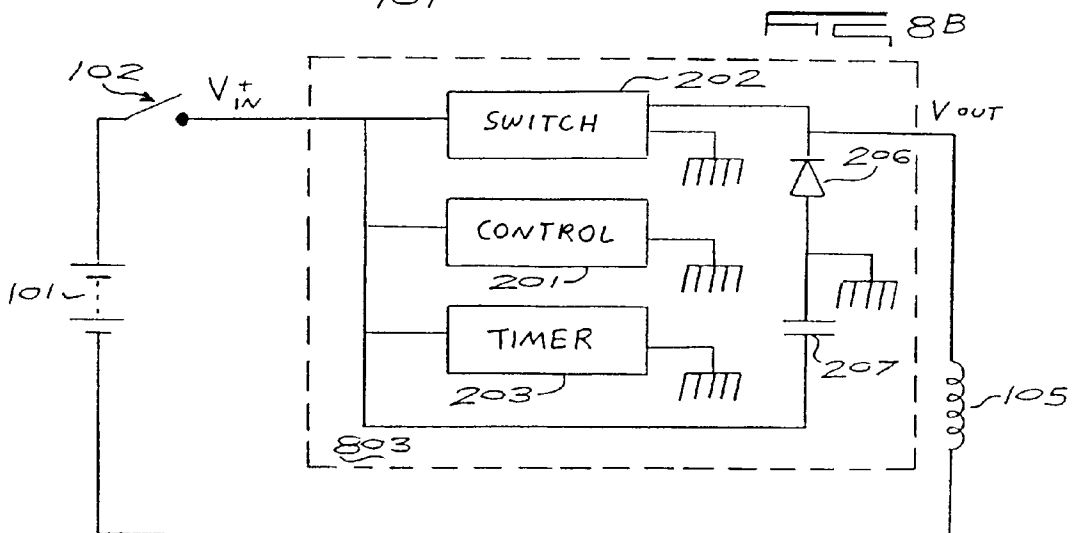 8B
102
V+IN
202
SWITCH
VOUT
206
CONTROL
201
101
TIMER
207
203
105
803